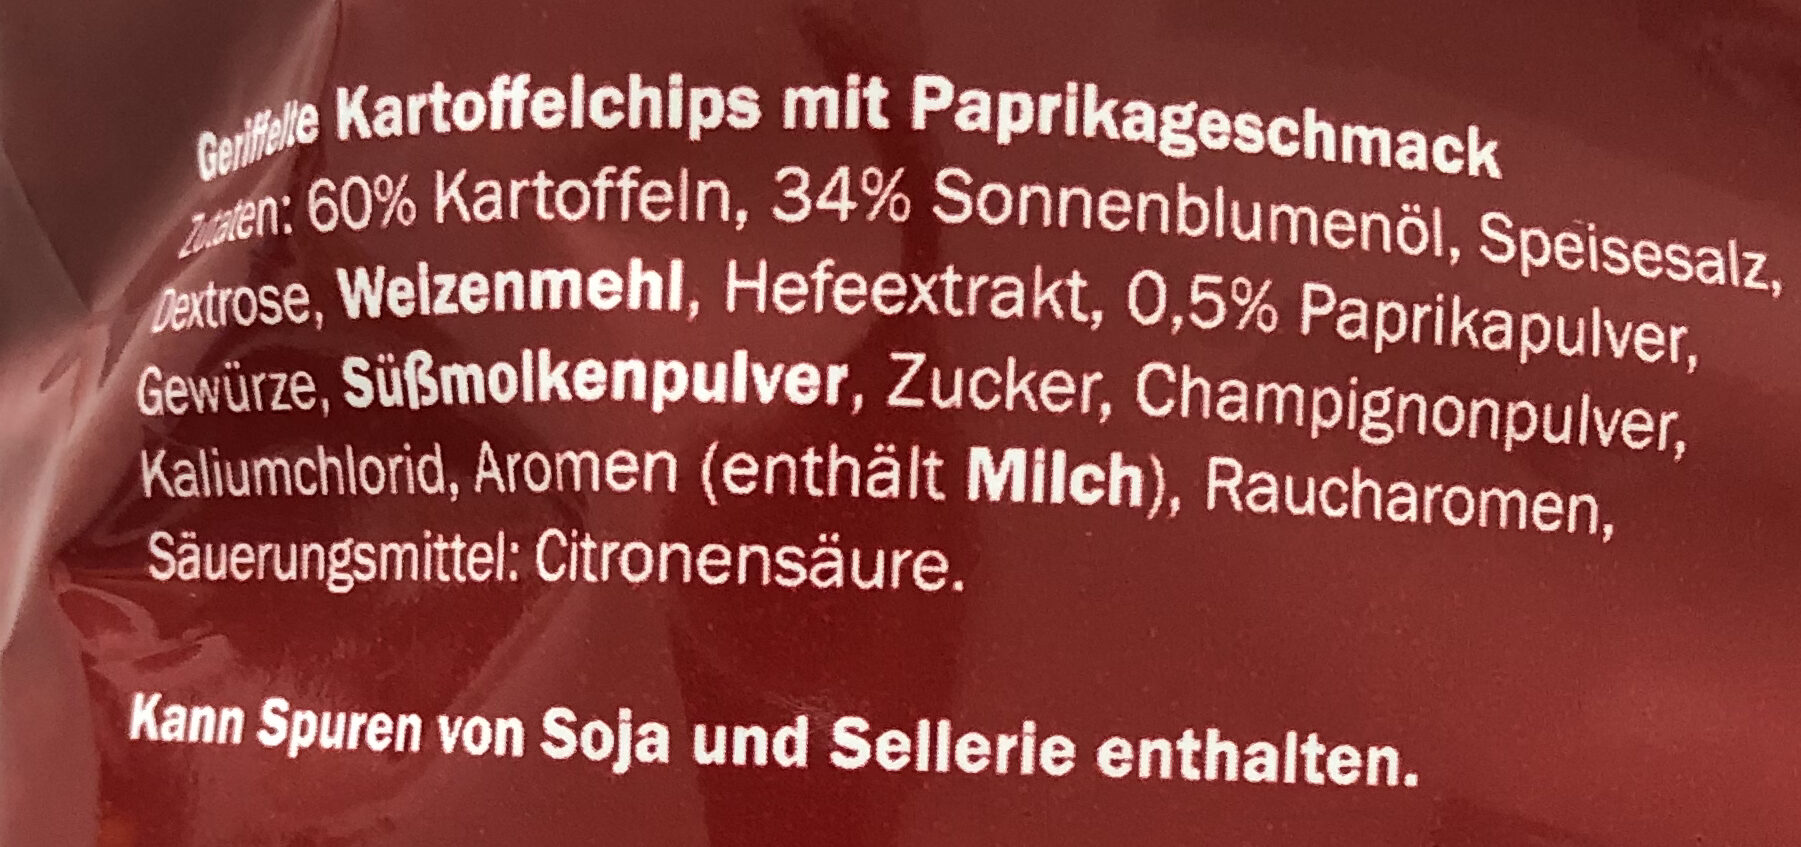 Geriffelte Kartoffelchips mit Paprikageschmack
Zutaten: 60% Kartoffeln, 34% Sonnenblumenöl, Speisesalz,
Dextrose, Weizenmehl, Hefeextrakt, 0,5% Paprikapulver,
Gewürze, Süßmolkenpulver, Zucker, Champignonpulver,
Kaliumchlorid, Aromen (enthält Milch), Raucharomen,
Säuerungsmittel: Citronensäure.
Kann Spuren von Soja und Sellerie enthalten.